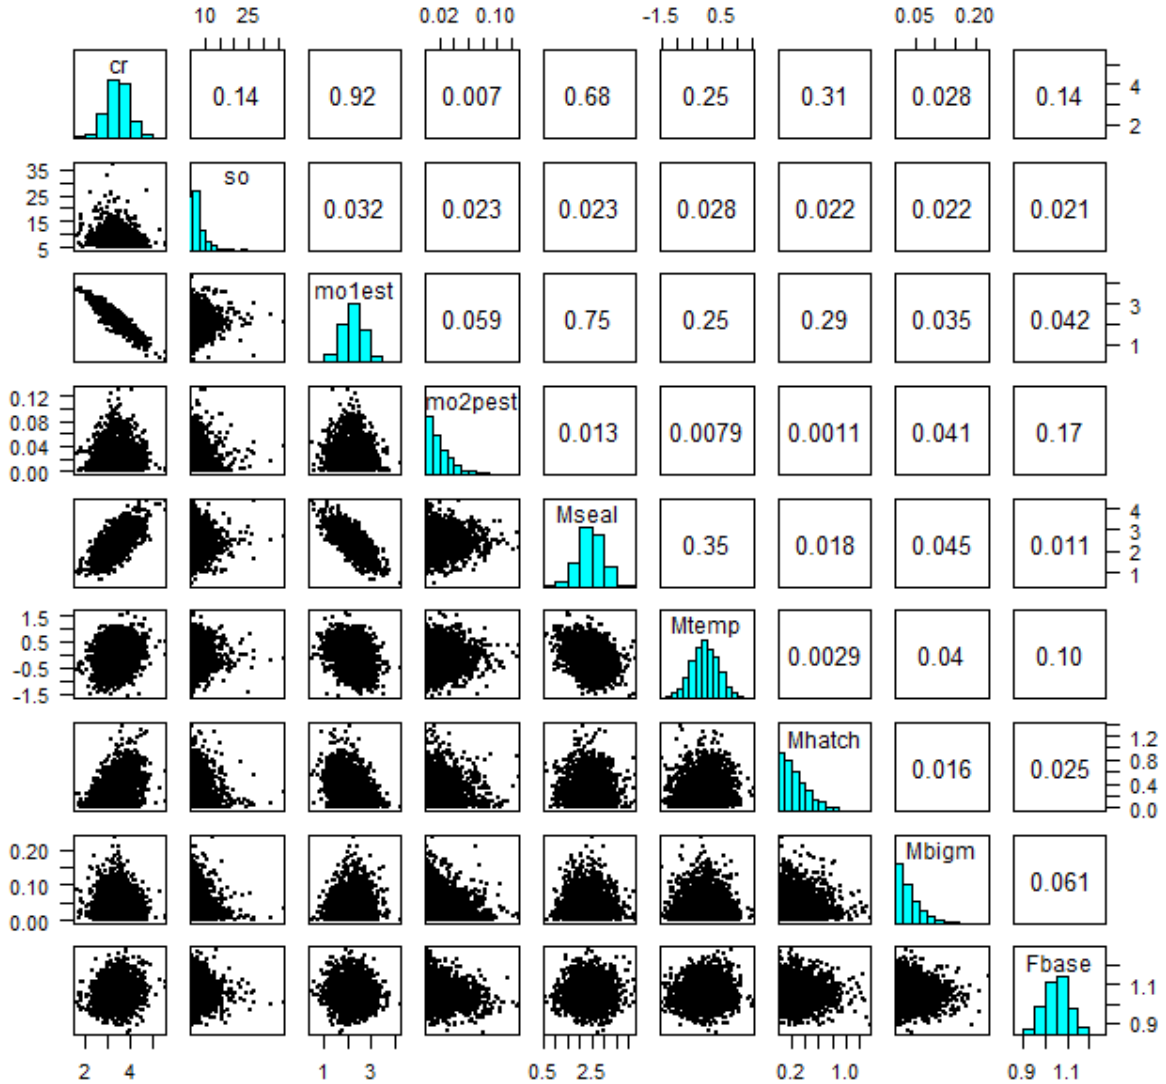 10 25 0.02 0.10 -1.5 0.5 0.05 0.20
cr 0.14 0.92 0.007 0.68 0.25 0.31 0.028 0.14 4 2
35 25 15 5 so 0.032 0.023 0.023 0.028 0.022 0.022 0.021
mo1est 0.059 0.75 0.25 0.29 0.035 0.042 3 1
0.12 0.08 0.04 0.00 mo2pest 0.013 0.0079 0.0011 0.041 0.17
Mseal 0.35 0.018 0.045 0.011 4 3 2 1
1.5 0.5 -0.5 -1.5 Mtemp 0.0029 0.04 0.10
Mhatch 0.016 0.025 1.2 0.8 0.4 0.0
0.20 0.10 0.00 Mbigm 0.061
Fbase 1.1 0.9
2 4 1 3 0.5 2.5 0.2 1.0 0.9 1.1